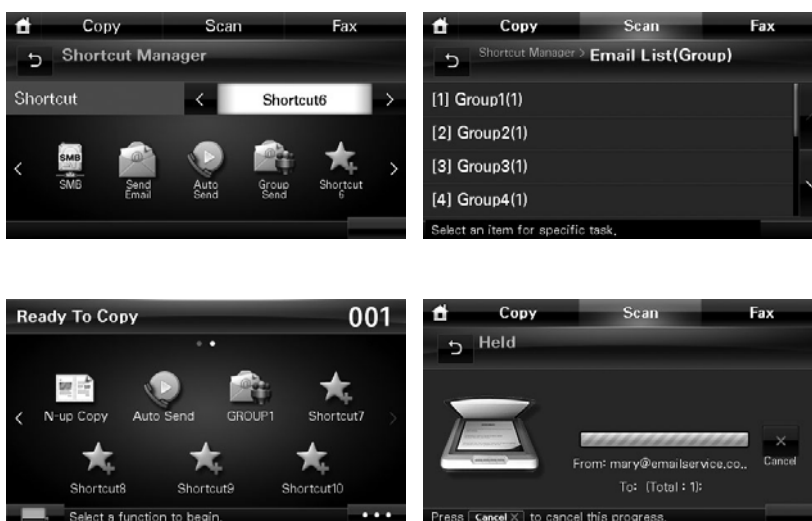 Copy Scan Fax
Shortcut Manager
Shortcut < Shortcut6 >
SMB
SMB
Send
Email
Auto
Send
Group
Send
Shortcut
6
Copy Scan Fax
Shortcut Manager > Email List(Group)
[1] Group1(1)
[2] Group2(1)
[3] Group3(1)
[4] Group4(1)
Select an item for specific task.
Ready To Copy 001
N-up Copy Auto Send GROUP1 Shortcut7
Shortcut8 Shortcut9 Shortcut10
Select a function to begin.
Copy Scan Fax
Held
From: mary@emailservice.co..
Cancel
To: (Total : 1):
Press Cancel X to cancel this progress.